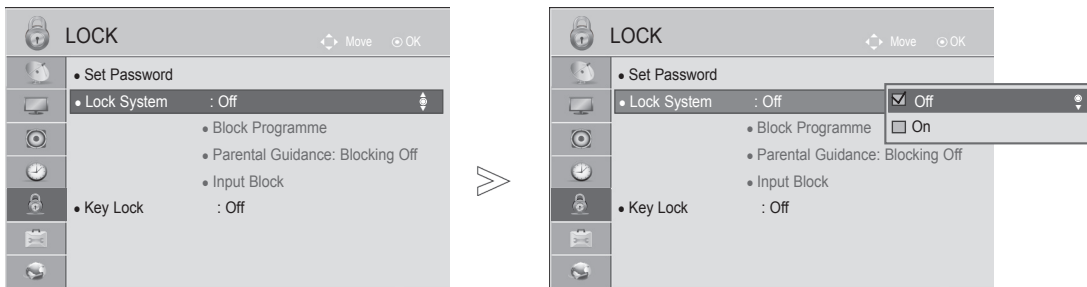 LOCK
Move OK
• Set Password
• Lock System : Off
• Block Programme
• Parental Guidance: Blocking Off
• Input Block
• Key Lock : Off
LOCK
Move OK
• Set Password
• Lock System : Off
Off
On
• Block Programme
• Parental Guidance: Blocking Off
• Input Block
• Key Lock : Off